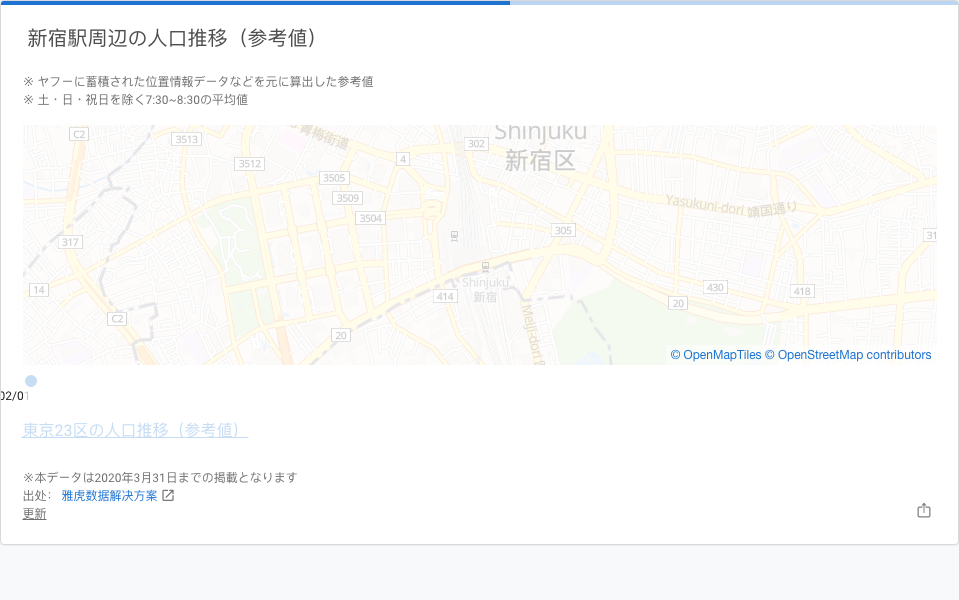 新宿駅周辺の人口推移（参考値）
※ ヤフーに蓄積された位置情報データなどを元に算出した参考値
※ 土・日・祝日を除く7:30~8:30の平均値
C2
3513
青梅街道
302
Shinjuku
新宿区
4
3512
3505
3509
3504
Yasukuni-dori 靖国通り
305
31
317
Shinjuku
新宿
14
414
430
418
20
C2
20
Meiji-dori 明
© OpenMapTiles © OpenStreetMap contributors
02/01
東京23区の人口推移（参考値）
※本データは2020年3月31日までの掲載となります
出处： 雅虎数据解决方案
更新